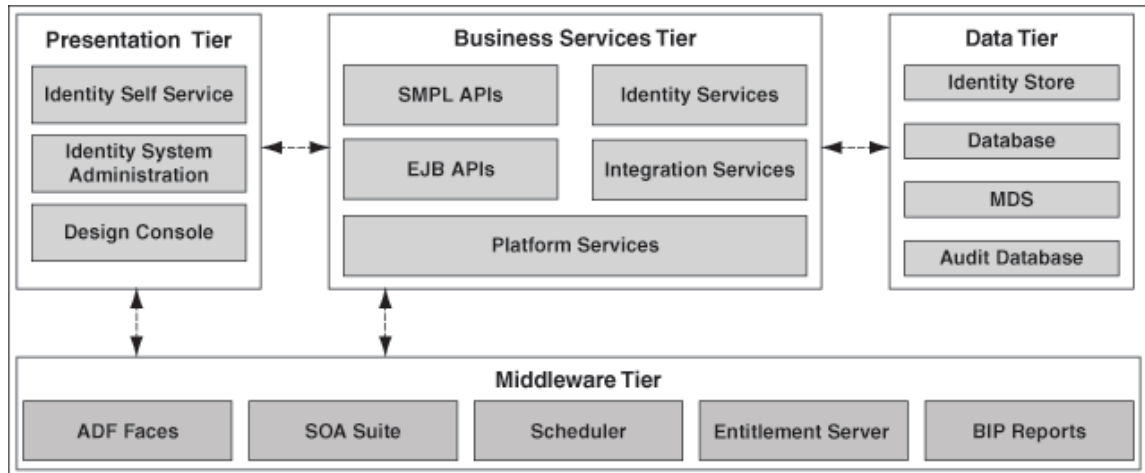 Presentation Tier
Identity Self Service
Identity System
Administration
Design Console
Business Services Tier
SMPL APIs
Identity Services
EJB APIs
Integration Services
Platform Services
Data Tier
Identity Store
Database
MDS
Audit Database
Middleware Tier
ADF Faces
SOA Suite
Scheduler
Entitlement Server
BIP Reports